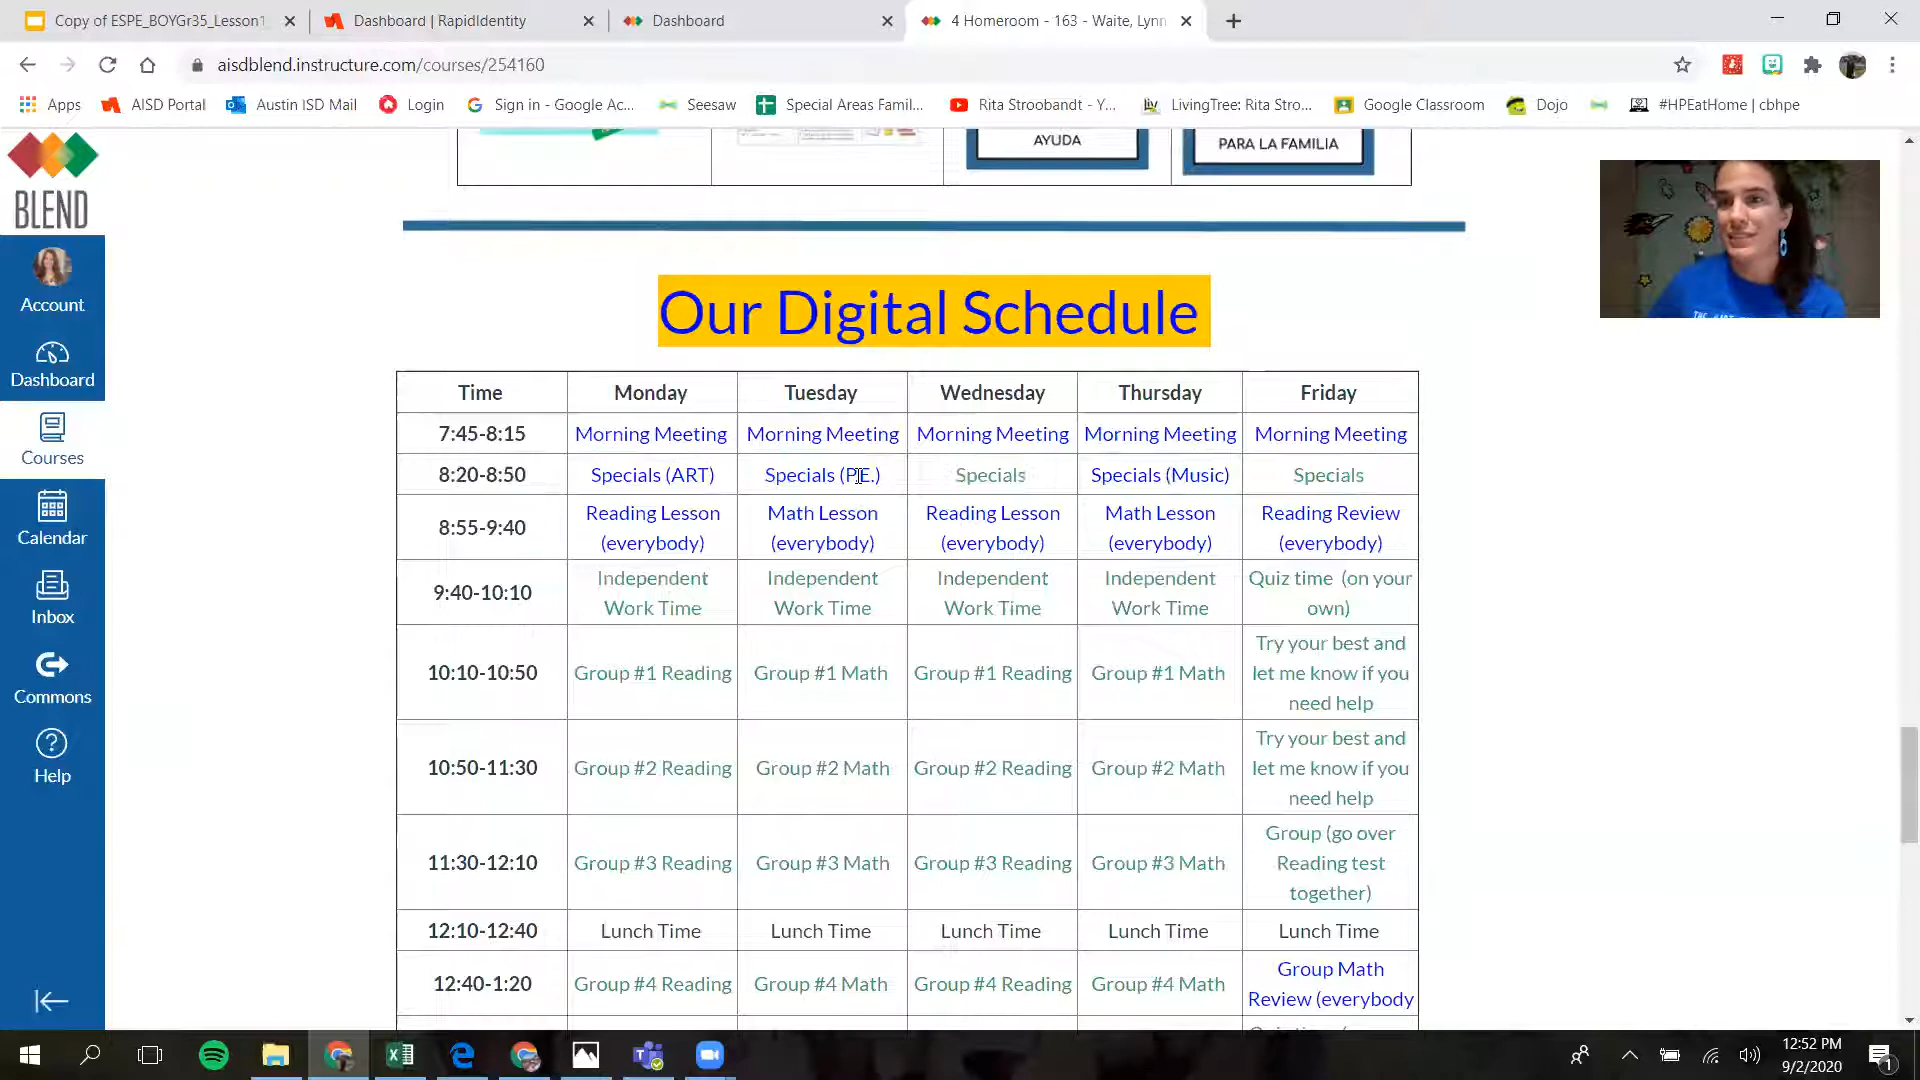 Copy of ESPE_BOYGr35_Lesson1
Dashboard | RapidIdentity
Dashboard
4 Homeroom - 163 - Waite, Lynn
aisdblend.instructure.com/courses/254160
Apps
AISD Portal
Austin ISD Mail
Login
Sign in - Google Ac...
Seesaw
Special Areas Famil...
Rita Stroobandt - Y...
LivingTree: Rita Stro...
Google Classroom
Dojo
#HPEatHome | cbhpe
AYUDA
PARA LA FAMILIA
BLEND
Account
Dashboard
Courses
Calendar
Inbox
Commons
Help
Our Digital Schedule
Time Monday Tuesday Wednesday Thursday Friday
7:45-8:15 Morning Meeting Morning Meeting Morning Meeting Morning Meeting Morning Meeting
8:20-8:50 Specials (ART) Specials (P.E.) Specials Specials (Music) Specials
8:55-9:40 Reading Lesson (everybody) Math Lesson (everybody) Reading Lesson (everybody) Math Lesson (everybody) Reading Review (everybody)
9:40-10:10 Independent Work Time Independent Work Time Independent Work Time Independent Work Time Quiz time (on your own)
10:10-10:50 Group #1 Reading Group #1 Math Group #1 Reading Group #1 Math Try your best and let me know if you need help
10:50-11:30 Group #2 Reading Group #2 Math Group #2 Reading Group #2 Math Try your best and let me know if you need help
11:30-12:10 Group #3 Reading Group #3 Math Group #3 Reading Group #3 Math Group (go over Reading test together)
12:10-12:40 Lunch Time Lunch Time Lunch Time Lunch Time Lunch Time
12:40-1:20 Group #4 Reading Group #4 Math Group #4 Reading Group #4 Math Group Math Review (everybody
12:52 PM
9/2/2020
1